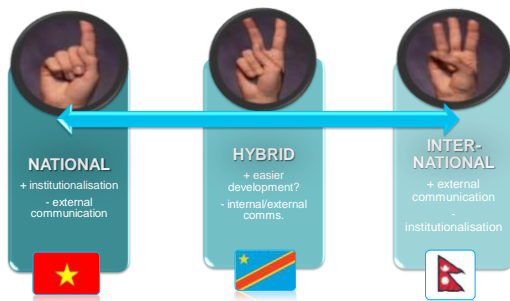 NATIONAL
+ institutionalisation
- external
communication
HYBRID
+ easier
development?
- internal/external
comms.
INTER-
NATIONAL
+ external
communication
-
institutionalisation